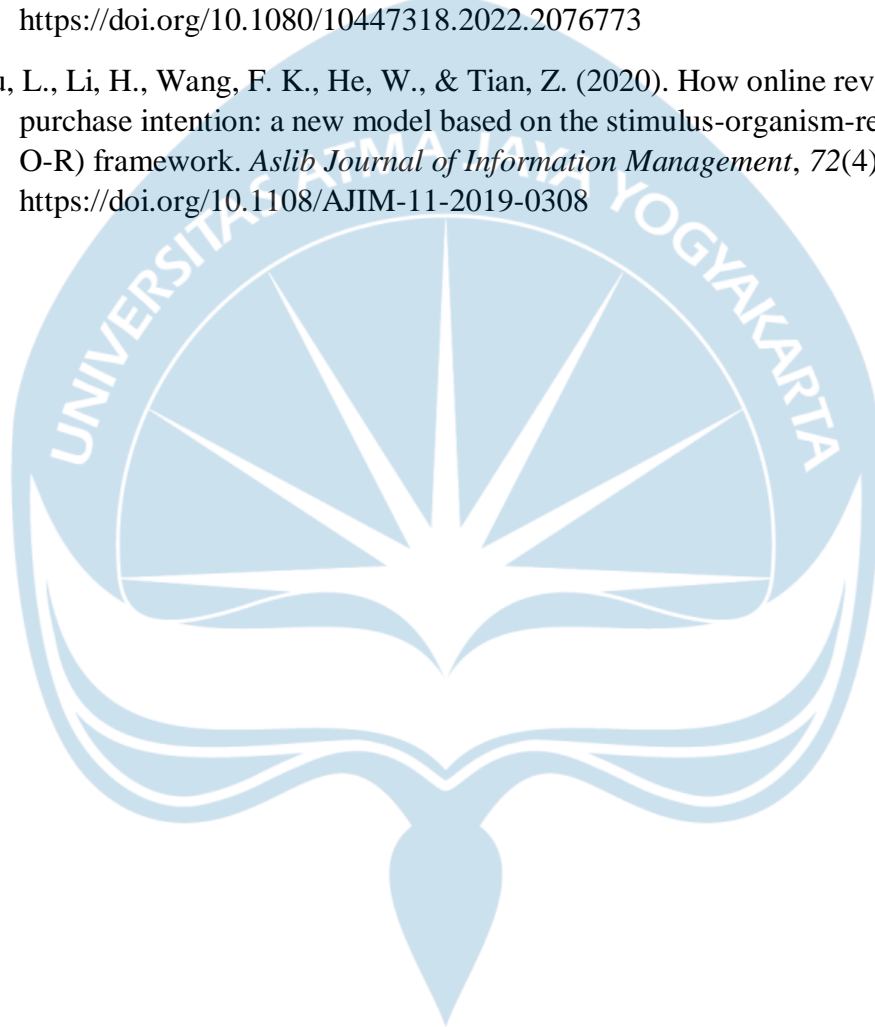 https://doi.org/10.1080/10447318.2022.2076773
u, L., Li, H., Wang, F. K., He, W., & Tian, Z. (2020). How online rev
purchase intention: a new model based on the stimulus-organism-re
O-R) framework. Aslib Journal of Information Management, 72(4)
https://doi.org/10.1108/AJIM-11-2019-0308
UNIVERSITAS ATMA JAYA YOGYAKARTA